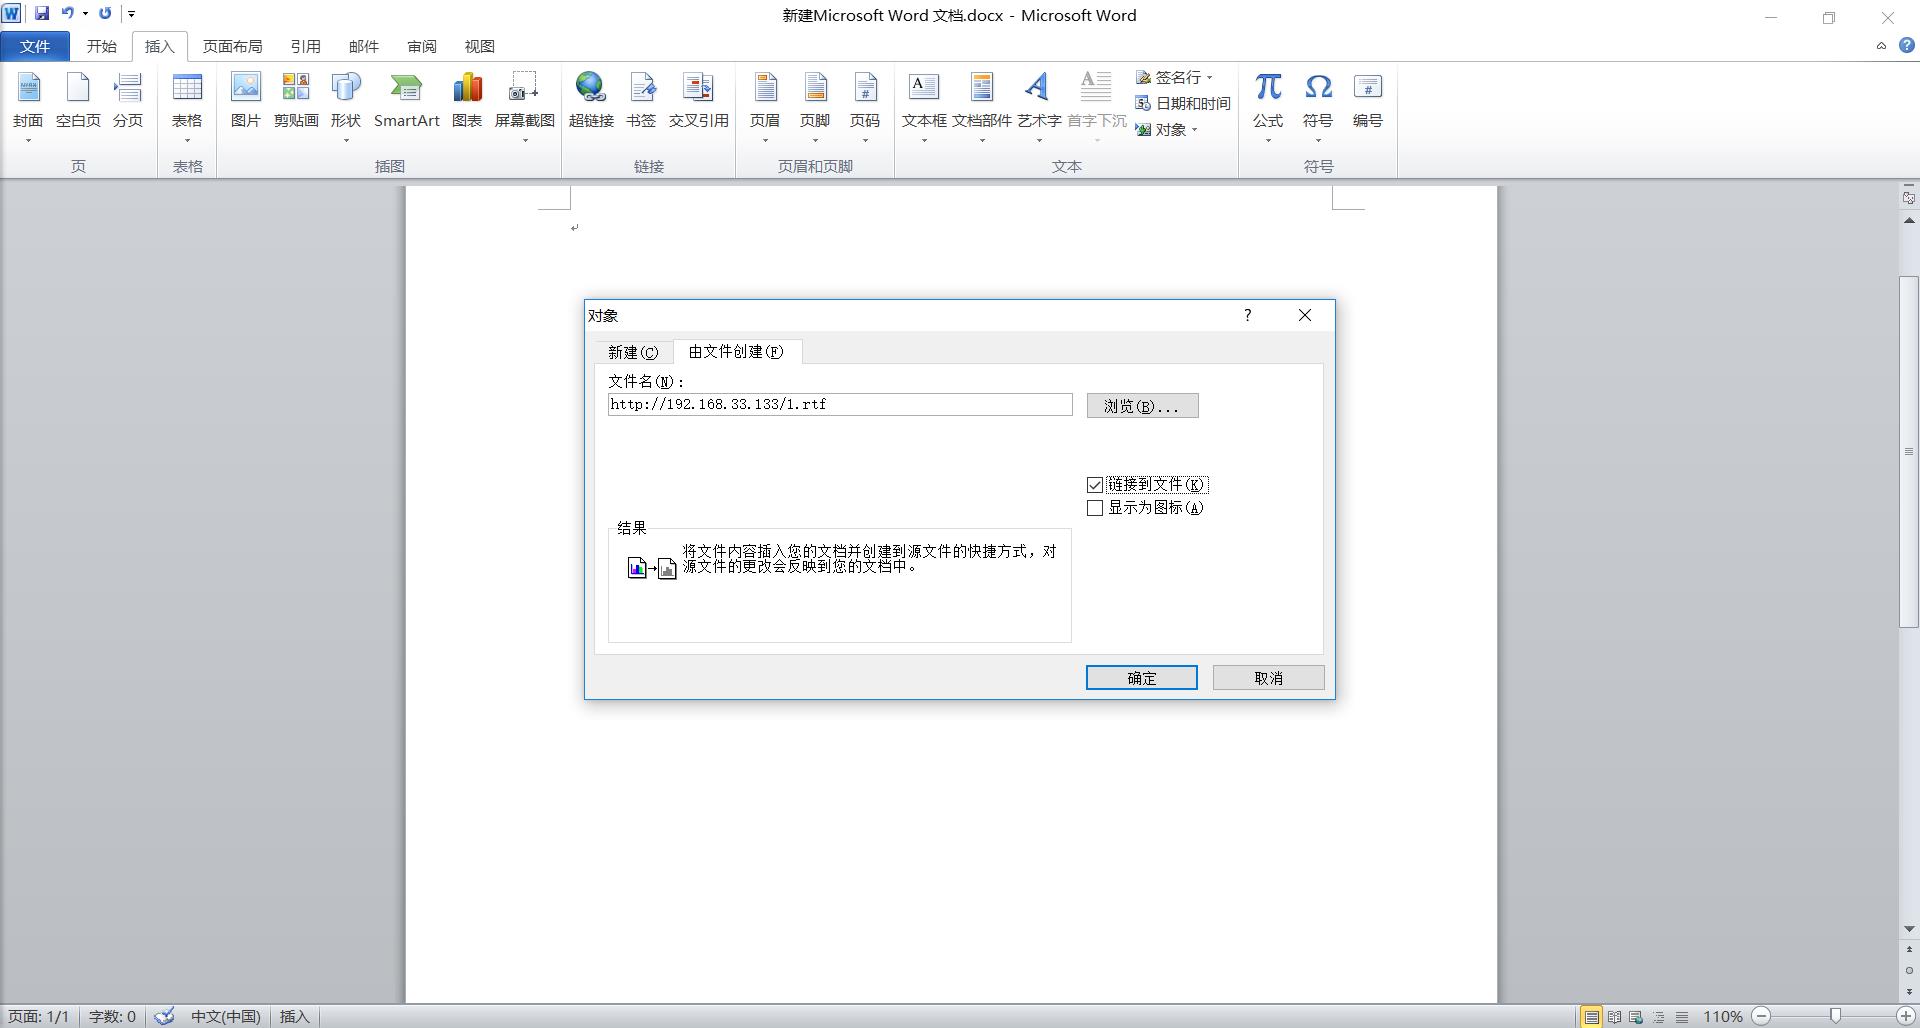 新建Microsoft Word 文档.docx - Microsoft Word
文件 开始 插入 页面布局 引用 邮件 审阅 视图
封面 空白页 分页 表格 图片 剪贴画 形状 SmartArt 图表 屏幕截图 超链接 书签 交叉引用 页眉 页脚 页码 文本框 文档部件 艺术字 首字下沉 公式 符号 编号
签名行
日期和时间
对象
页 表格 插图 链接 页眉和页脚 文本 符号
对象
新建(C) 由文件创建(F)
文件名(N):
http://192.168.33.133/1.rtf 浏览(B)...
链接到文件(K)
显示为图标(A)
结果
将文件内容插入您的文档并创建到源文件的快捷方式，对
源文件的更改会反映到您的文档中。
确定 取消
页面: 1/1 字数: 0 中文(中国) 插入 110%